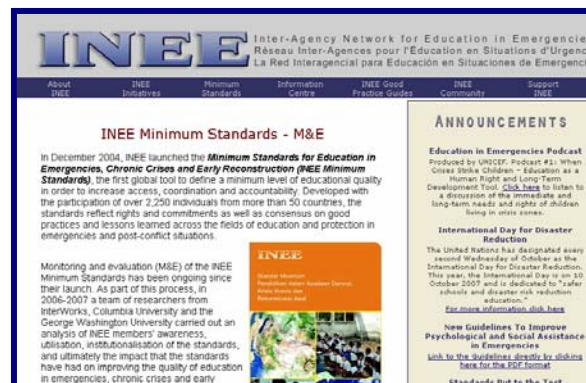 INEE
Inter-Agency Network for Education in Emergencie
Réseau Inter-Agences pour l'Éducation en Situations d'Urgenc
La Red Interagencial para Educación en Situaciones de Emergenci
About INEE
INEE Initiatives
Minimum Standards
Information Centre
INEE Good Practice Guides
INEE Community
Support INEE
INEE Minimum Standards - M&E
In December 2004, INEE launched the Minimum Standards for Education in
Emergencies, Chronic Crises and Early Reconstruction (INEE Minimum
Standards), the first global tool to define a minimum level of educational quality
in order to increase access, coordination and accountability. Developed with
the participation of over 2,250 individuals from more than 50 countries, the
standards reflect rights and commitments as well as consensus on good
practices and lessons learned across the fields of education and protection in
emergencies and post-conflict situations.
Monitoring and evaluation (M&E) of the INEE
Minimum Standards has been ongoing since
their launch. As part of this process, in
2006-2007 a team of researchers from
InterWorks, Columbia University and the
George Washington University carried out an
analysis of INEE members' awareness,
utilisation, institutionalisation of the standards,
and ultimately the impact that the standards
have had on improving the quality of education
in emergencies, chronic crises and early
INEE
Standar Minimum
Pendidikan dalam Keadaan Darurat,
Krisis Kronis dan
Rekonstruksi Awal
ANNOUNCEMENTS
Education in Emergencies Podcast
Produced by UNICEF. Podcast #1: When
Crises Strike Children - Education as a
Human Right and Long-Term
Development Tool. Click here to listen to
a discussion of the immediate and
long-term needs and rights of children
living in crisis zones.
International Day for Disaster
Reduction
The United Nations has designated every
second Wednesday of October as the
International Day for Disaster Reduction.
This year, the International Day is on 10
October 2007 and is dedicated to "safer
schools and disaster risk reduction
education."
For more information click here
New Guidelines To Improve
Psychological and Social Assistance
in Emergencies
Link to the Guidelines directly by clicking
here for the PDF format
Standards Put to the Test